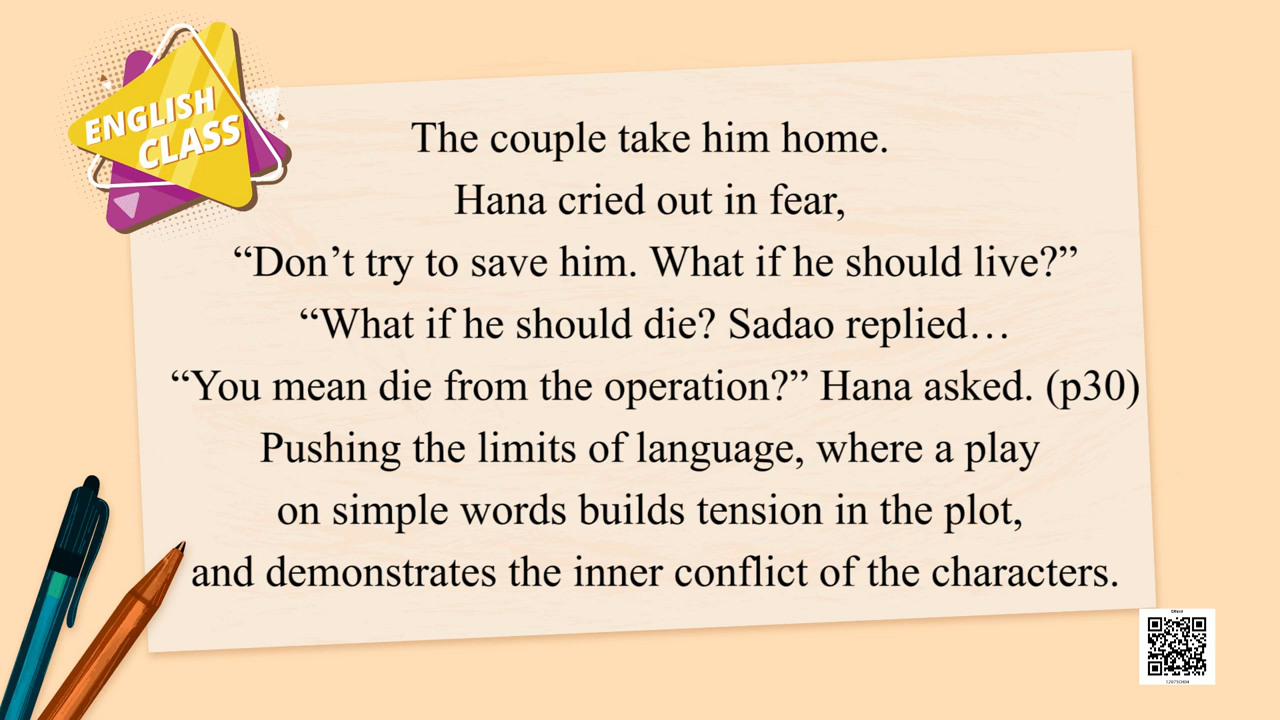 ENGLISH
CLASS
The couple take him home.
Hana cried out in fear,
“Don’t try to save him. What if he should live?”
“What if he should die? Sadao replied…
“You mean die from the operation?” Hana asked. (p30)
Pushing the limits of language, where a play
on simple words builds tension in the plot,
and demonstrates the inner conflict of the characters.